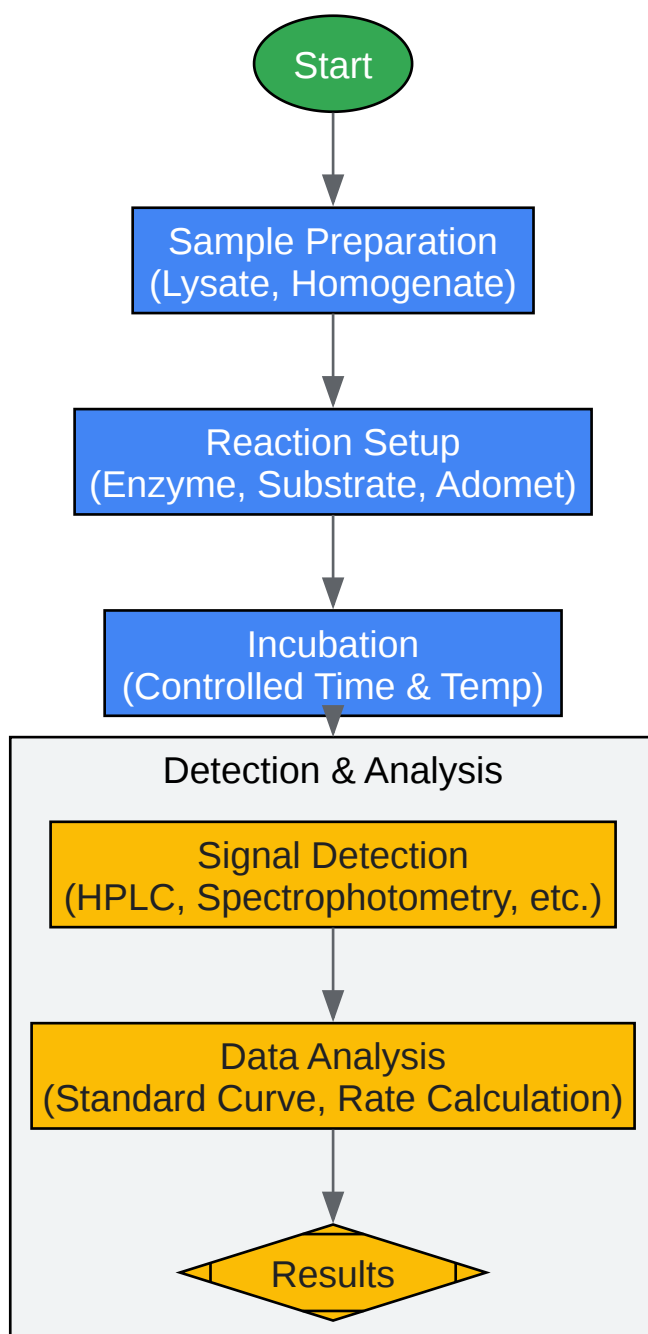 Start
Sample Preparation
(Lysate, Homogenate)
Reaction Setup
(Enzyme, Substrate, Adomet)
Incubation
(Controlled Time & Temp)
Detection & Analysis
Signal Detection
(HPLC, Spectrophotometry, etc.)
Data Analysis
(Standard Curve, Rate Calculation)
Results